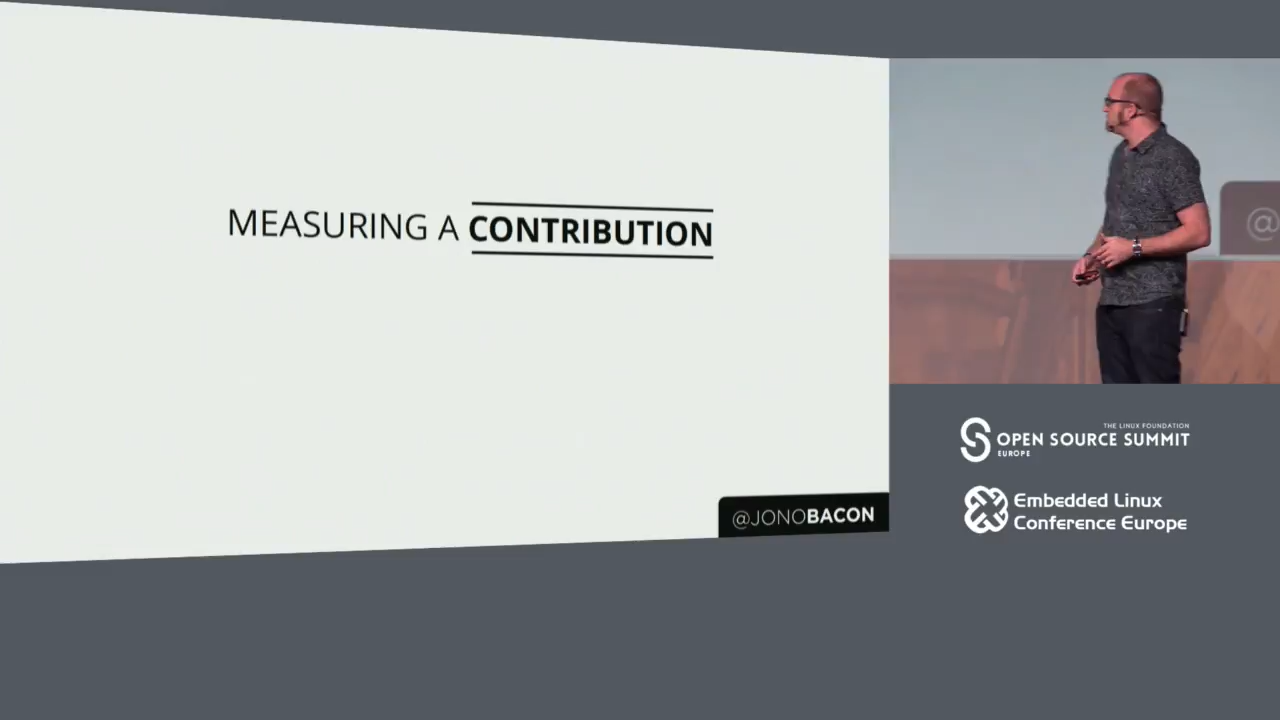 MEASURING A CONTRIBUTION
@JONOBACON
@
THE LINUX FOUNDATION
OPEN SOURCE SUMMIT
EUROPE
Embedded Linux
Conference Europe